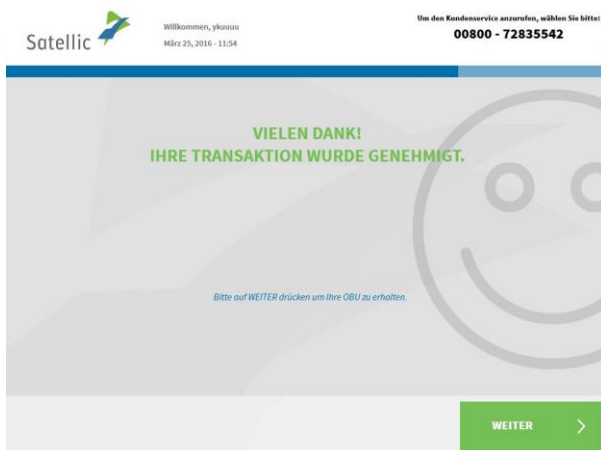 Satellic
Willkommen, ykuuuu
März 25, 2016 - 11:54
Um den Kundenservice anzurufen, wählen Sie bitte:
00800 - 72835542
VIELEN DANK!
IHRE TRANSAKTION WURDE GENEHMIGT.
Bitte auf WEITER drücken um Ihre OBU zu erhalten.
WEITER